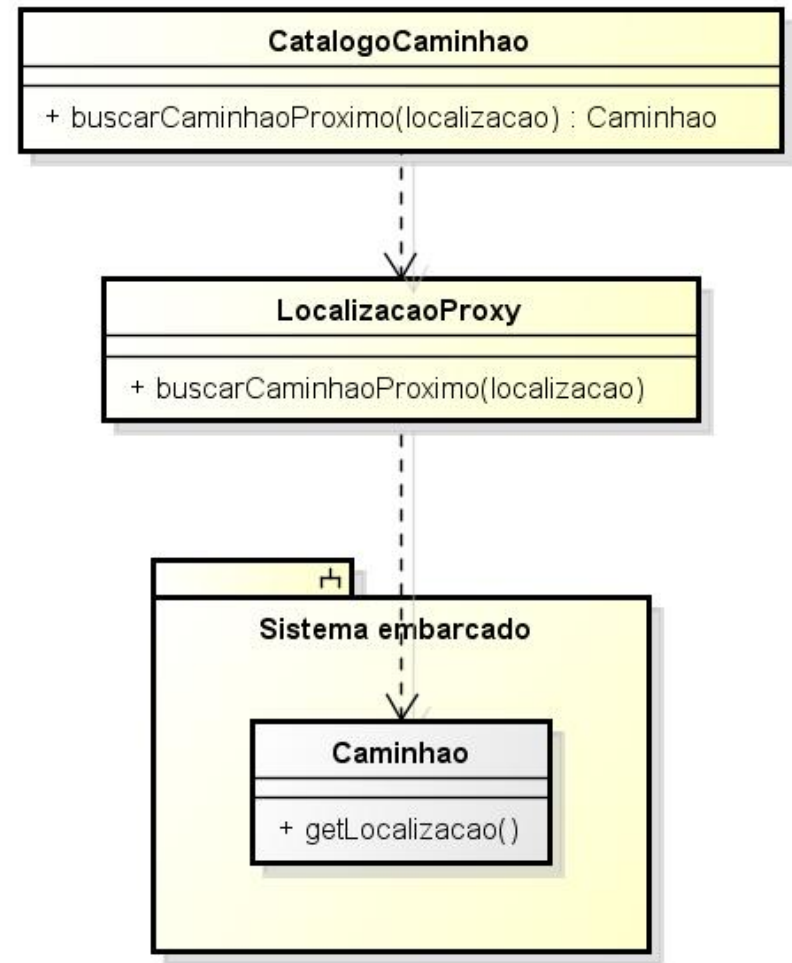 CatalogoCaminhao
+ buscarCaminhaoProximo(localizacao) : Caminhao
LocalizacaoProxy
+ buscarCaminhaoProximo(localizacao)
Sistema embarcado
Caminhao
+ getLocalizacao()